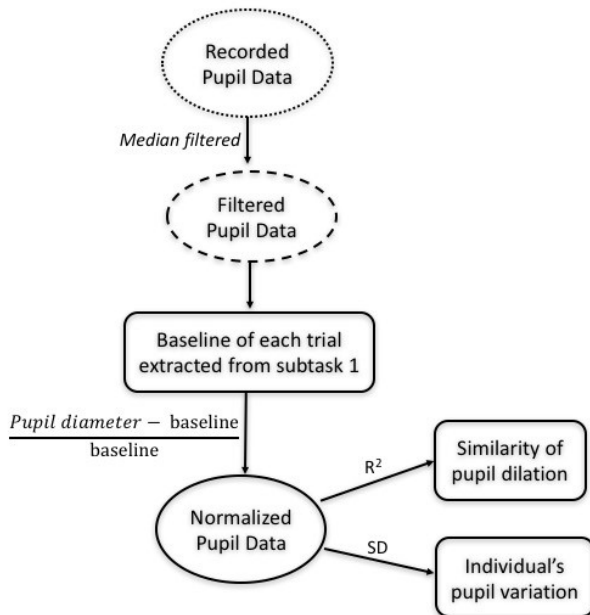 Recorded
Pupil Data
Median filtered
Filtered
Pupil Data
Baseline of each trial
extracted from subtask 1
Pupil diameter − baseline
baseline
Normalized
Pupil Data
R²
Similarity of
pupil dilation
SD
Individual's
pupil variation